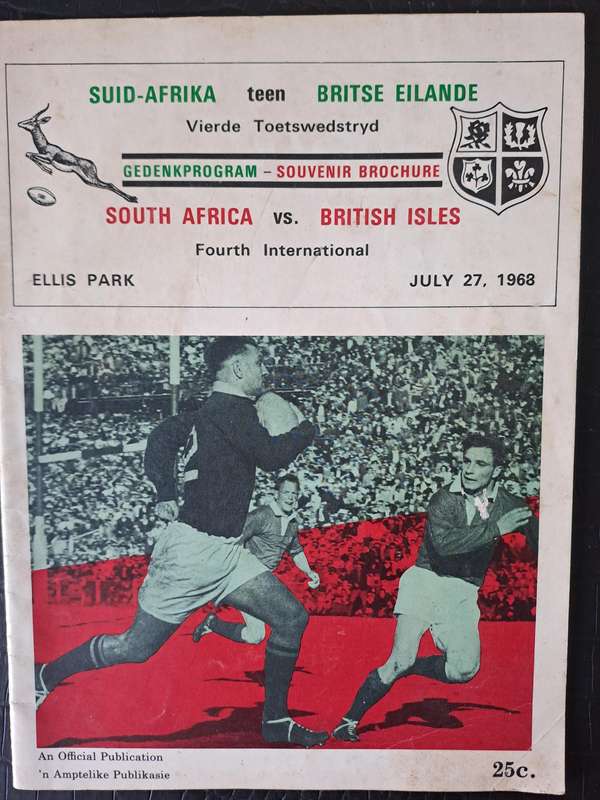 SUID-AFRIKA teen BRITSE EILANDE
Vierde Toetswedstryd
GEDENKPROGRAM – SOUVENIR BROCHURE
SOUTH AFRICA vs. BRITISH ISLES
Fourth International
ELLIS PARK JULY 27, 1968
2
An Official Publication
'n Amptelike Publikasie
25c.